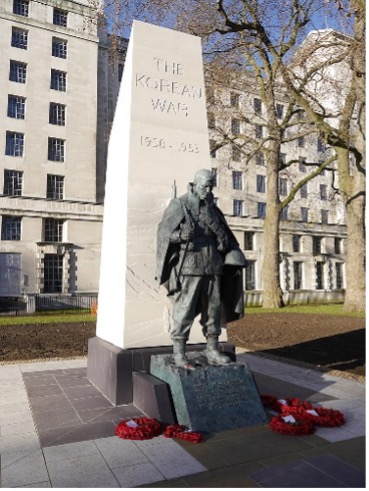 THE
KOREAN
WAR
1950 - 1953